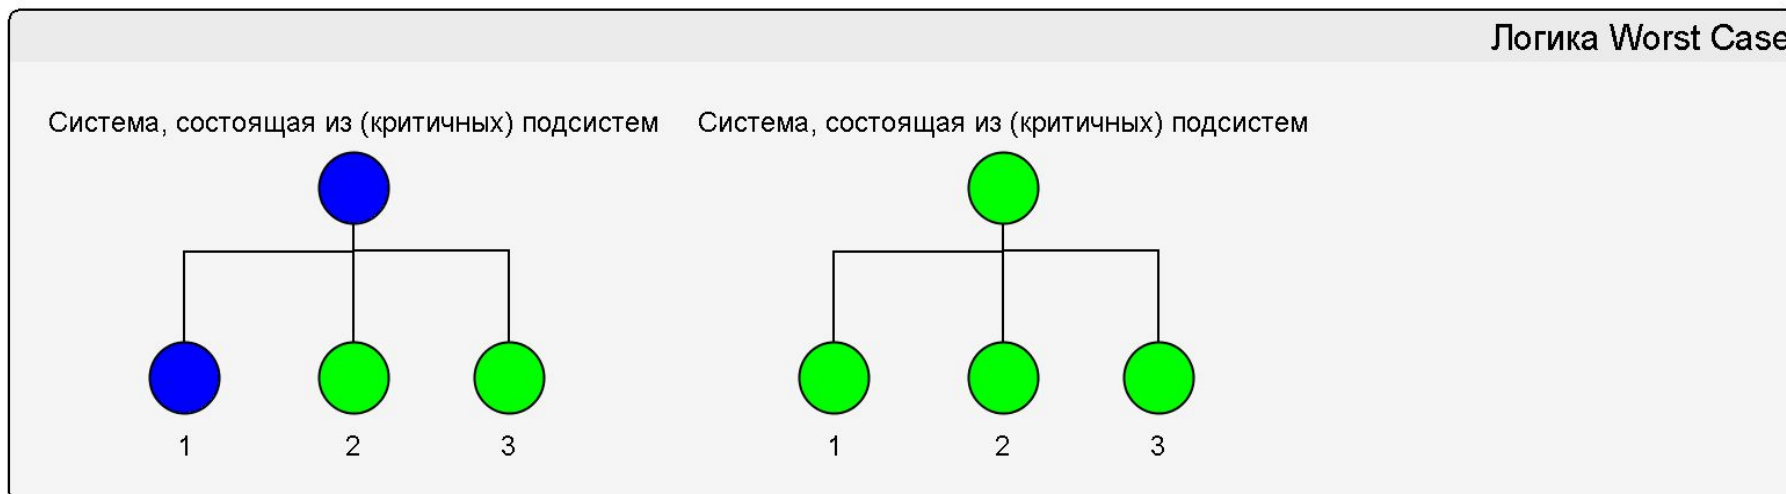 Логика Worst Case
Система, состоящая из (критичных) подсистем
Система, состоящая из (критичных) подсистем
1 2 3
1 2 3